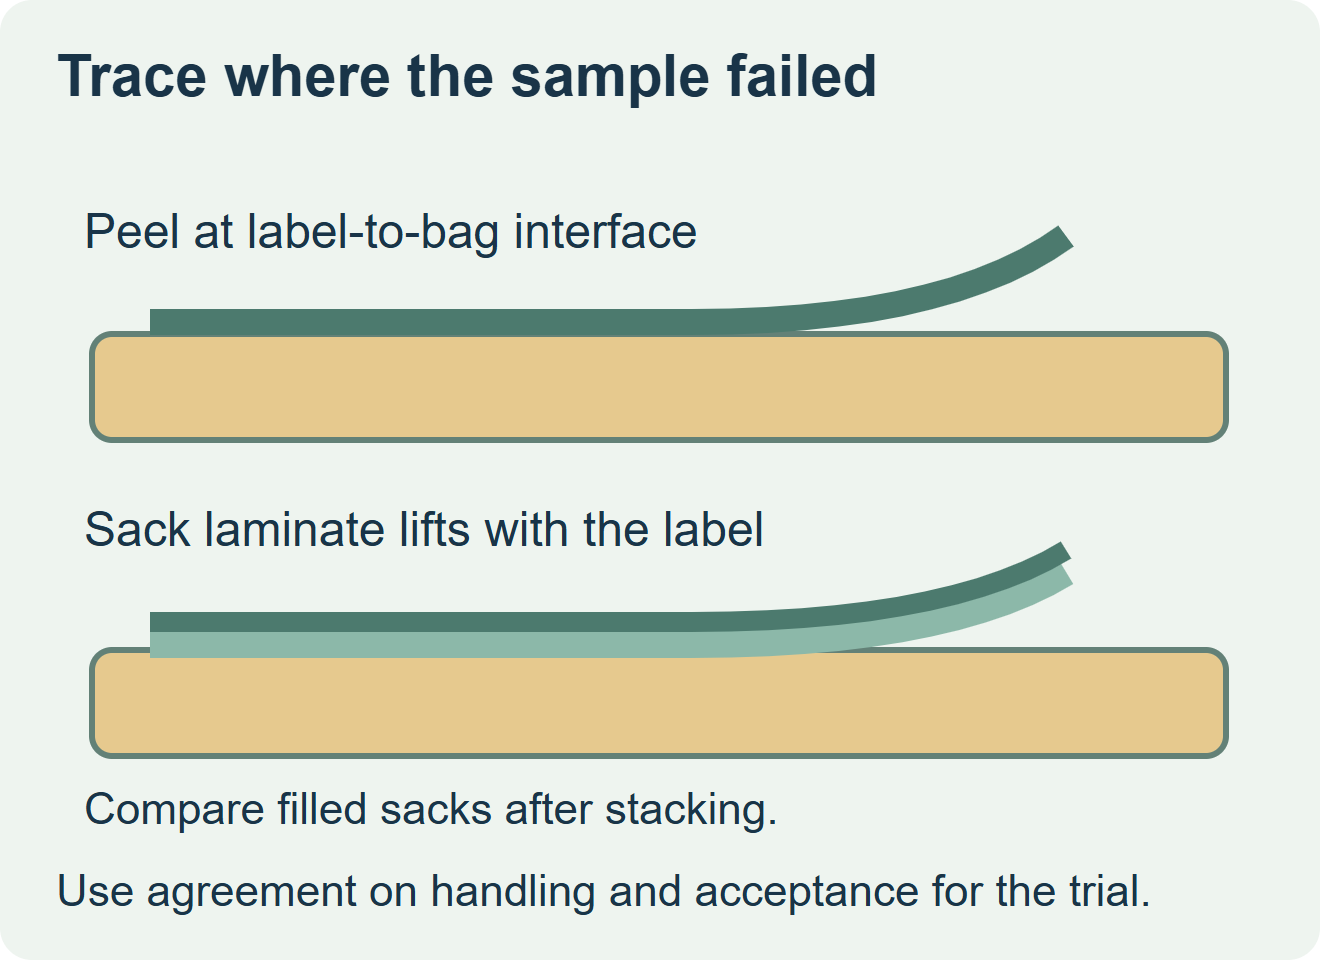 Trace where the sample failed
Peel at label-to-bag interface
Sack laminate lifts with the label
Compare filled sacks after stacking.
Use agreement on handling and acceptance for the trial.